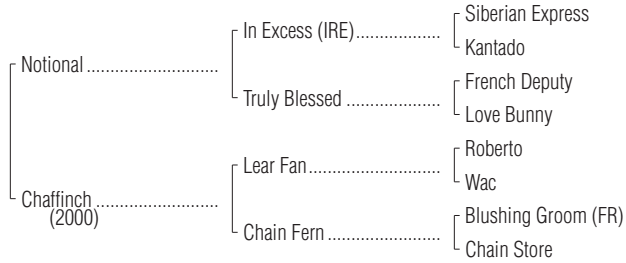 Siberian Express
In Excess (IRE)..................
Kantado
Notional............................
French Deputy
Truly Blessed ....................
Love Bunny
Roberto
Lear Fan............................
Wac
Chaffinch..........................
(2000)
Blushing Groom (FR)
Chain Fern ........................
Chain Store